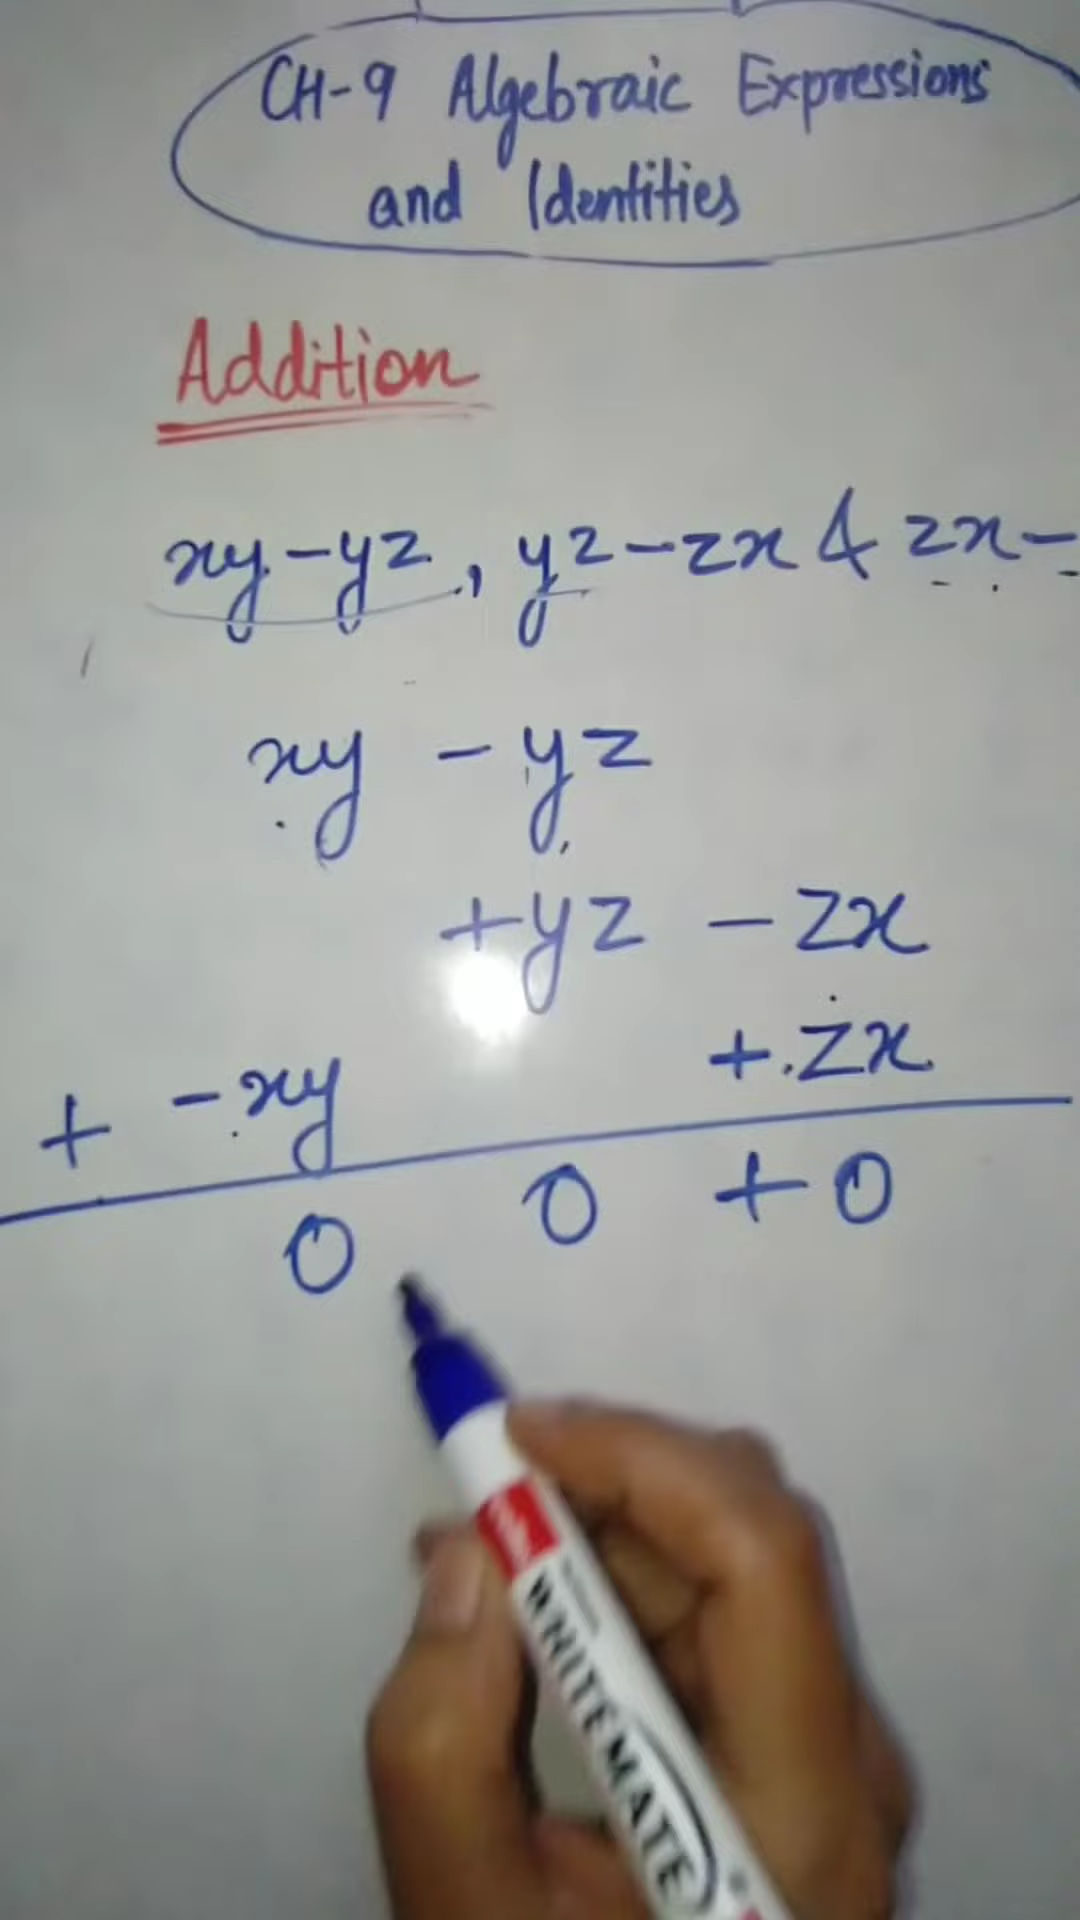 CH-9 Algebraic Expressions
and Identities
Addition
xy-yz, yz-zx & zx-
xy - yz
+yz - zx
+ -xy +zx
0 0 +0
WHITEMATE